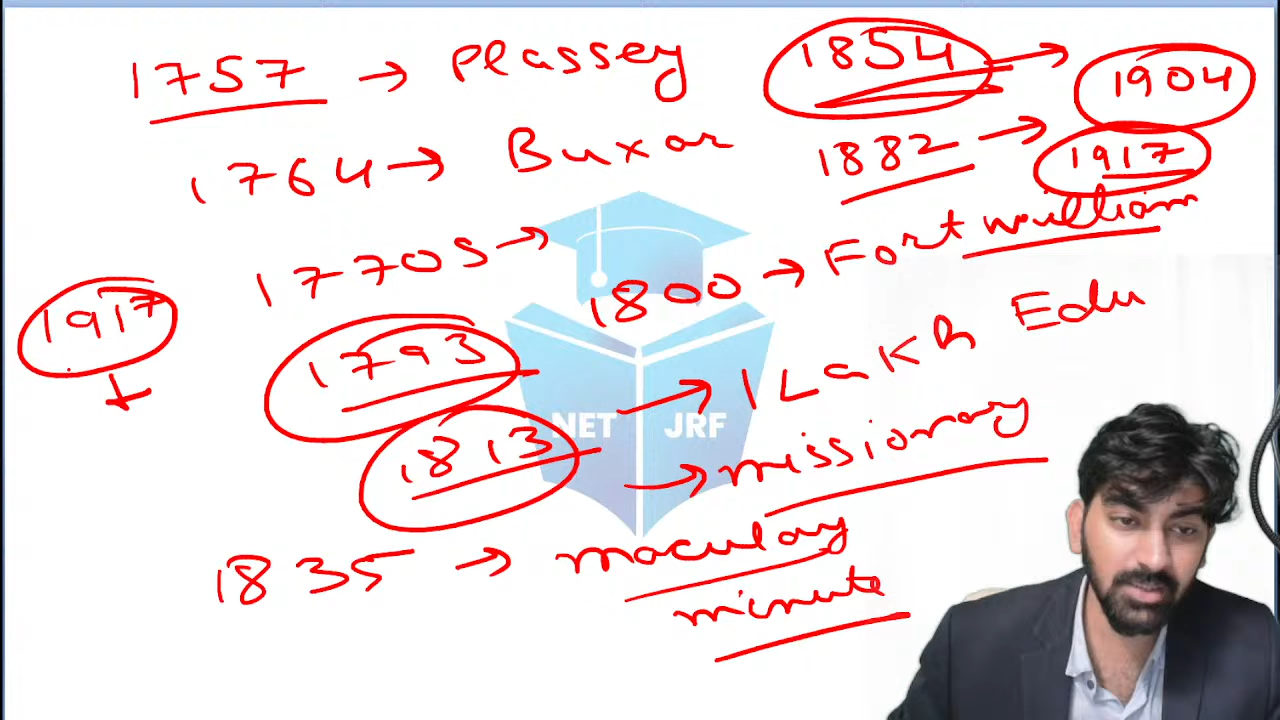 1757 → Plassey
1764 → Buxar
1770s →
1793
1813 → 1 Lakh Edu
→ missionary
1835 → maculay
minute
1800 → Fort william
1854 → 1904
1882 → 1917
1917
NET JRF